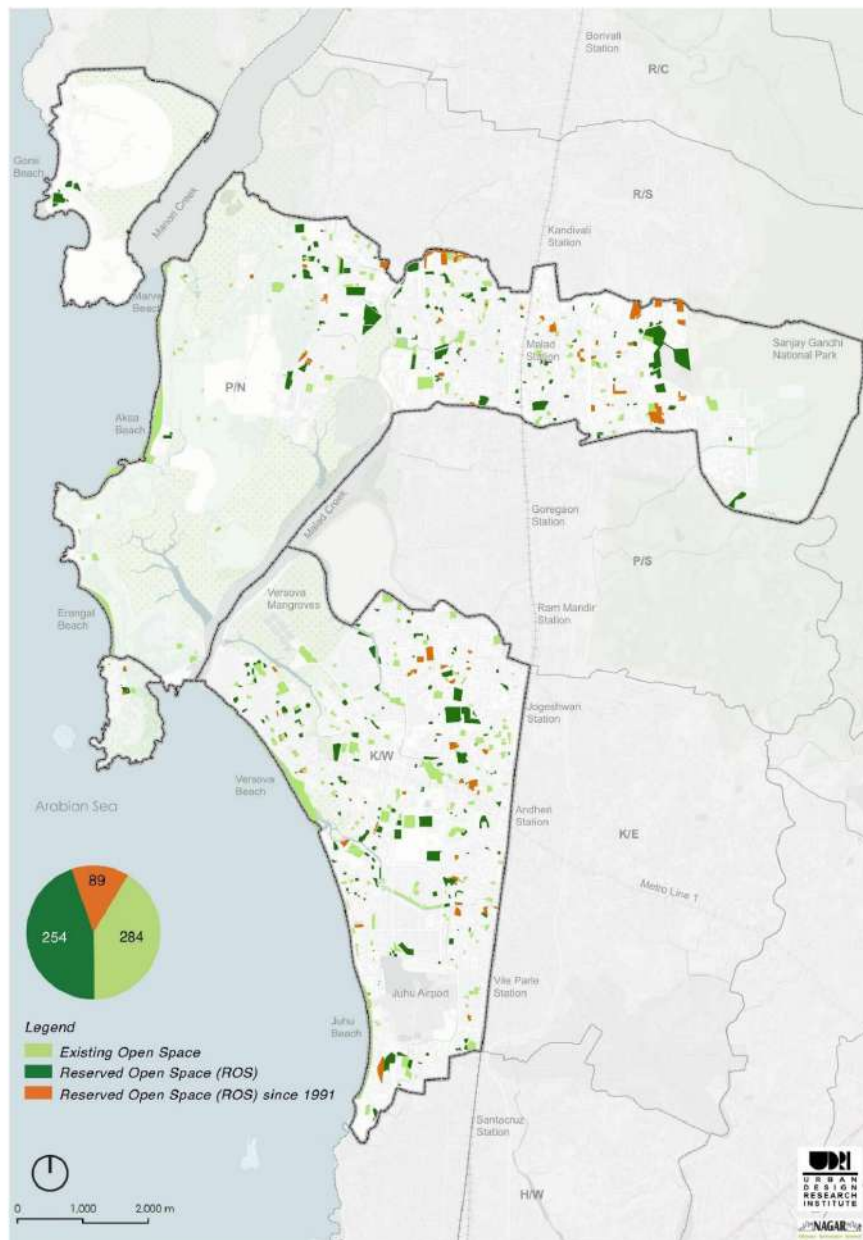 Borivali
Station
R/C
Gorai
Beach
Manori Creek
R/S
Kandivali
Station
Marve
Beach
Malad
Station
Sanjay Gandhi
National Park
P/N
Aksa
Beach
Malad Creek
Goregaon
Station
P/S
Versova
Mangroves
Ram Mandir
Station
Erangal
Beach
Jogeshwari
Station
K/W
Versova
Beach
Arabian Sea
Andheri
Station
K/E
Metro Line 1
89
254
284
Vile Parle
Station
Juhu Airport
Juhu
Beach
Legend
Existing Open Space
Reserved Open Space (ROS)
Reserved Open Space (ROS) since 1991
Santacruz
Station
H/W
0 1,000 2,000 m
UDRI
URBAN
DESIGN
RESEARCH
INSTITUTE
NAGAR